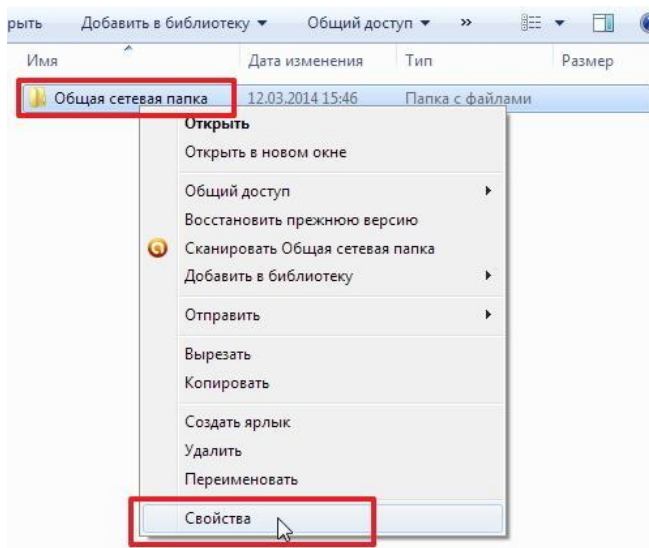 рыть Добавить в библиотеку Общий доступ »
Имя Дата изменения Тип Размер
Общая сетевая папка 12.03.2014 15:46 Папка с файлами
Открыть
Открыть в новом окне
Общий доступ
Восстановить прежнюю версию
Сканировать Общая сетевая папка
Добавить в библиотеку
Отправить
Вырезать
Копировать
Создать ярлык
Удалить
Переименовать
Свойства